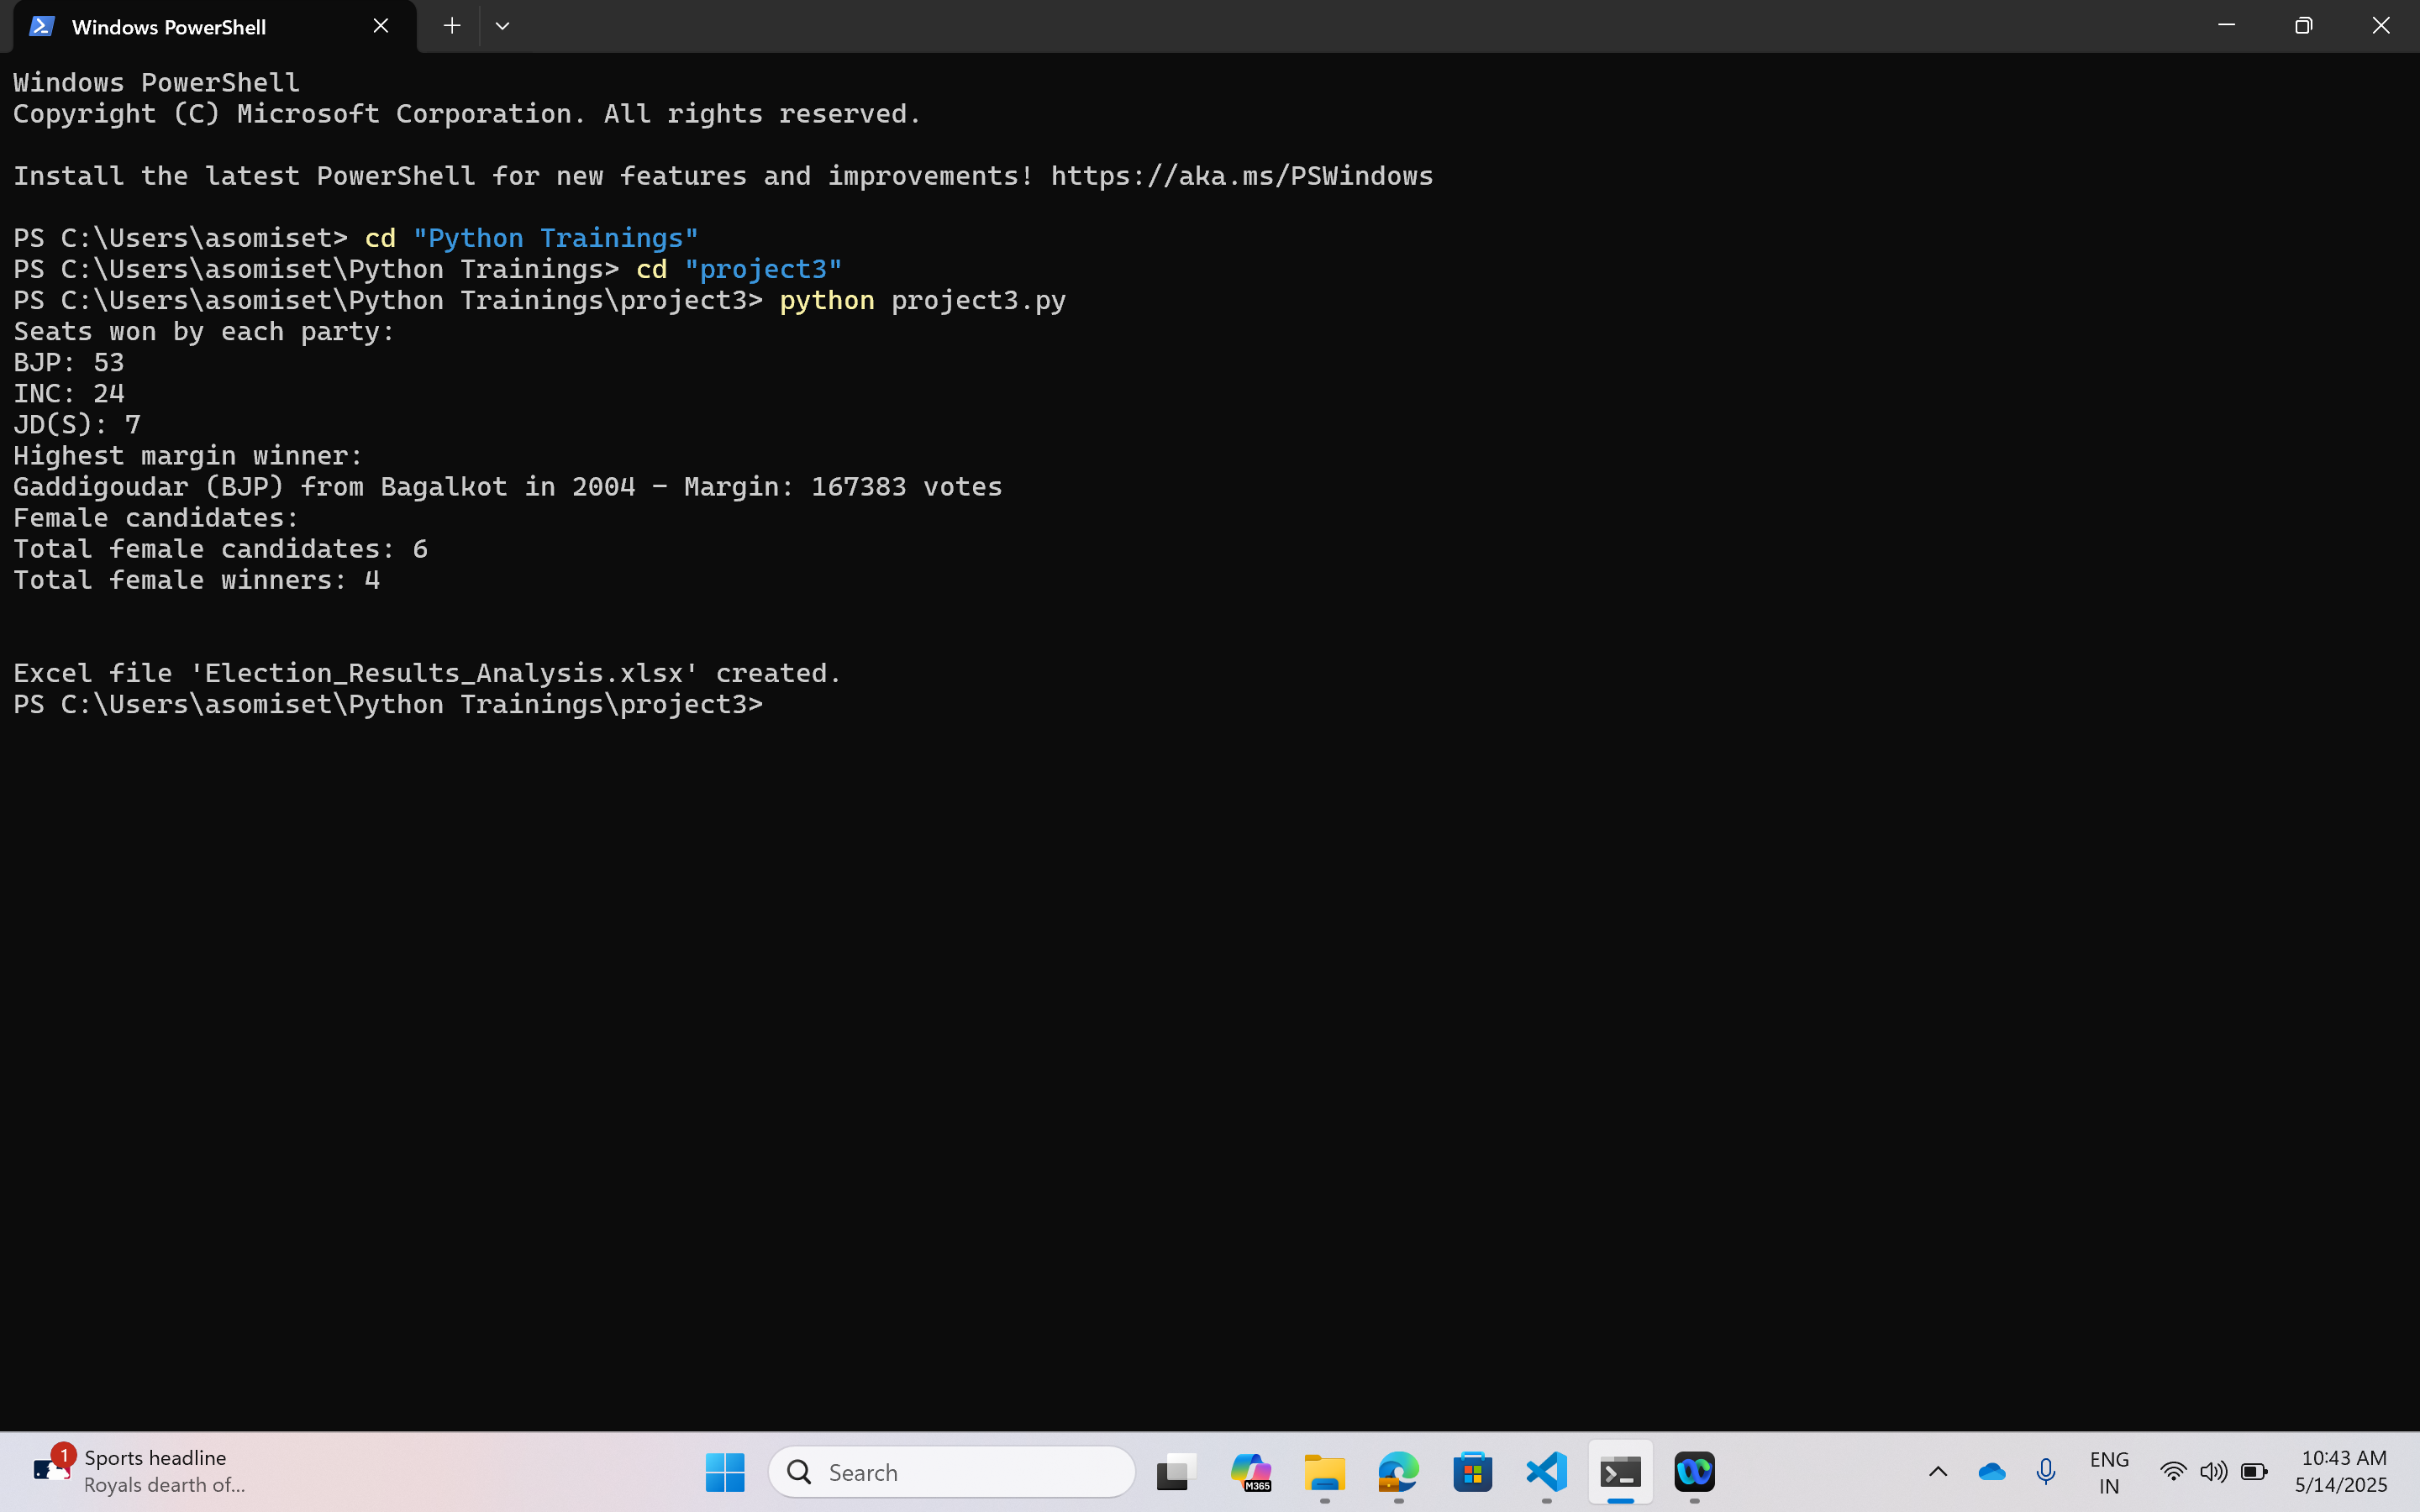 Windows PowerShell
Windows PowerShell
Copyright (C) Microsoft Corporation. All rights reserved.
Install the latest PowerShell for new features and improvements! https://aka.ms/PSWindows
PS C:\Users\asomiset> cd "Python Trainings"
PS C:\Users\asomiset\Python Trainings> cd "project3"
PS C:\Users\asomiset\Python Trainings\project3> python project3.py
Seats won by each party:
BJP: 53
INC: 24
JD(S): 7
Highest margin winner:
Gaddigoudar (BJP) from Bagalkot in 2004 - Margin: 167383 votes
Female candidates:
Total female candidates: 6
Total female winners: 4
Excel file 'Election_Results_Analysis.xlsx' created.
PS C:\Users\asomiset\Python Trainings\project3>
1
Sports headline
Royals dearth of...
Search
M365
ENG
IN
10:43 AM
5/14/2025